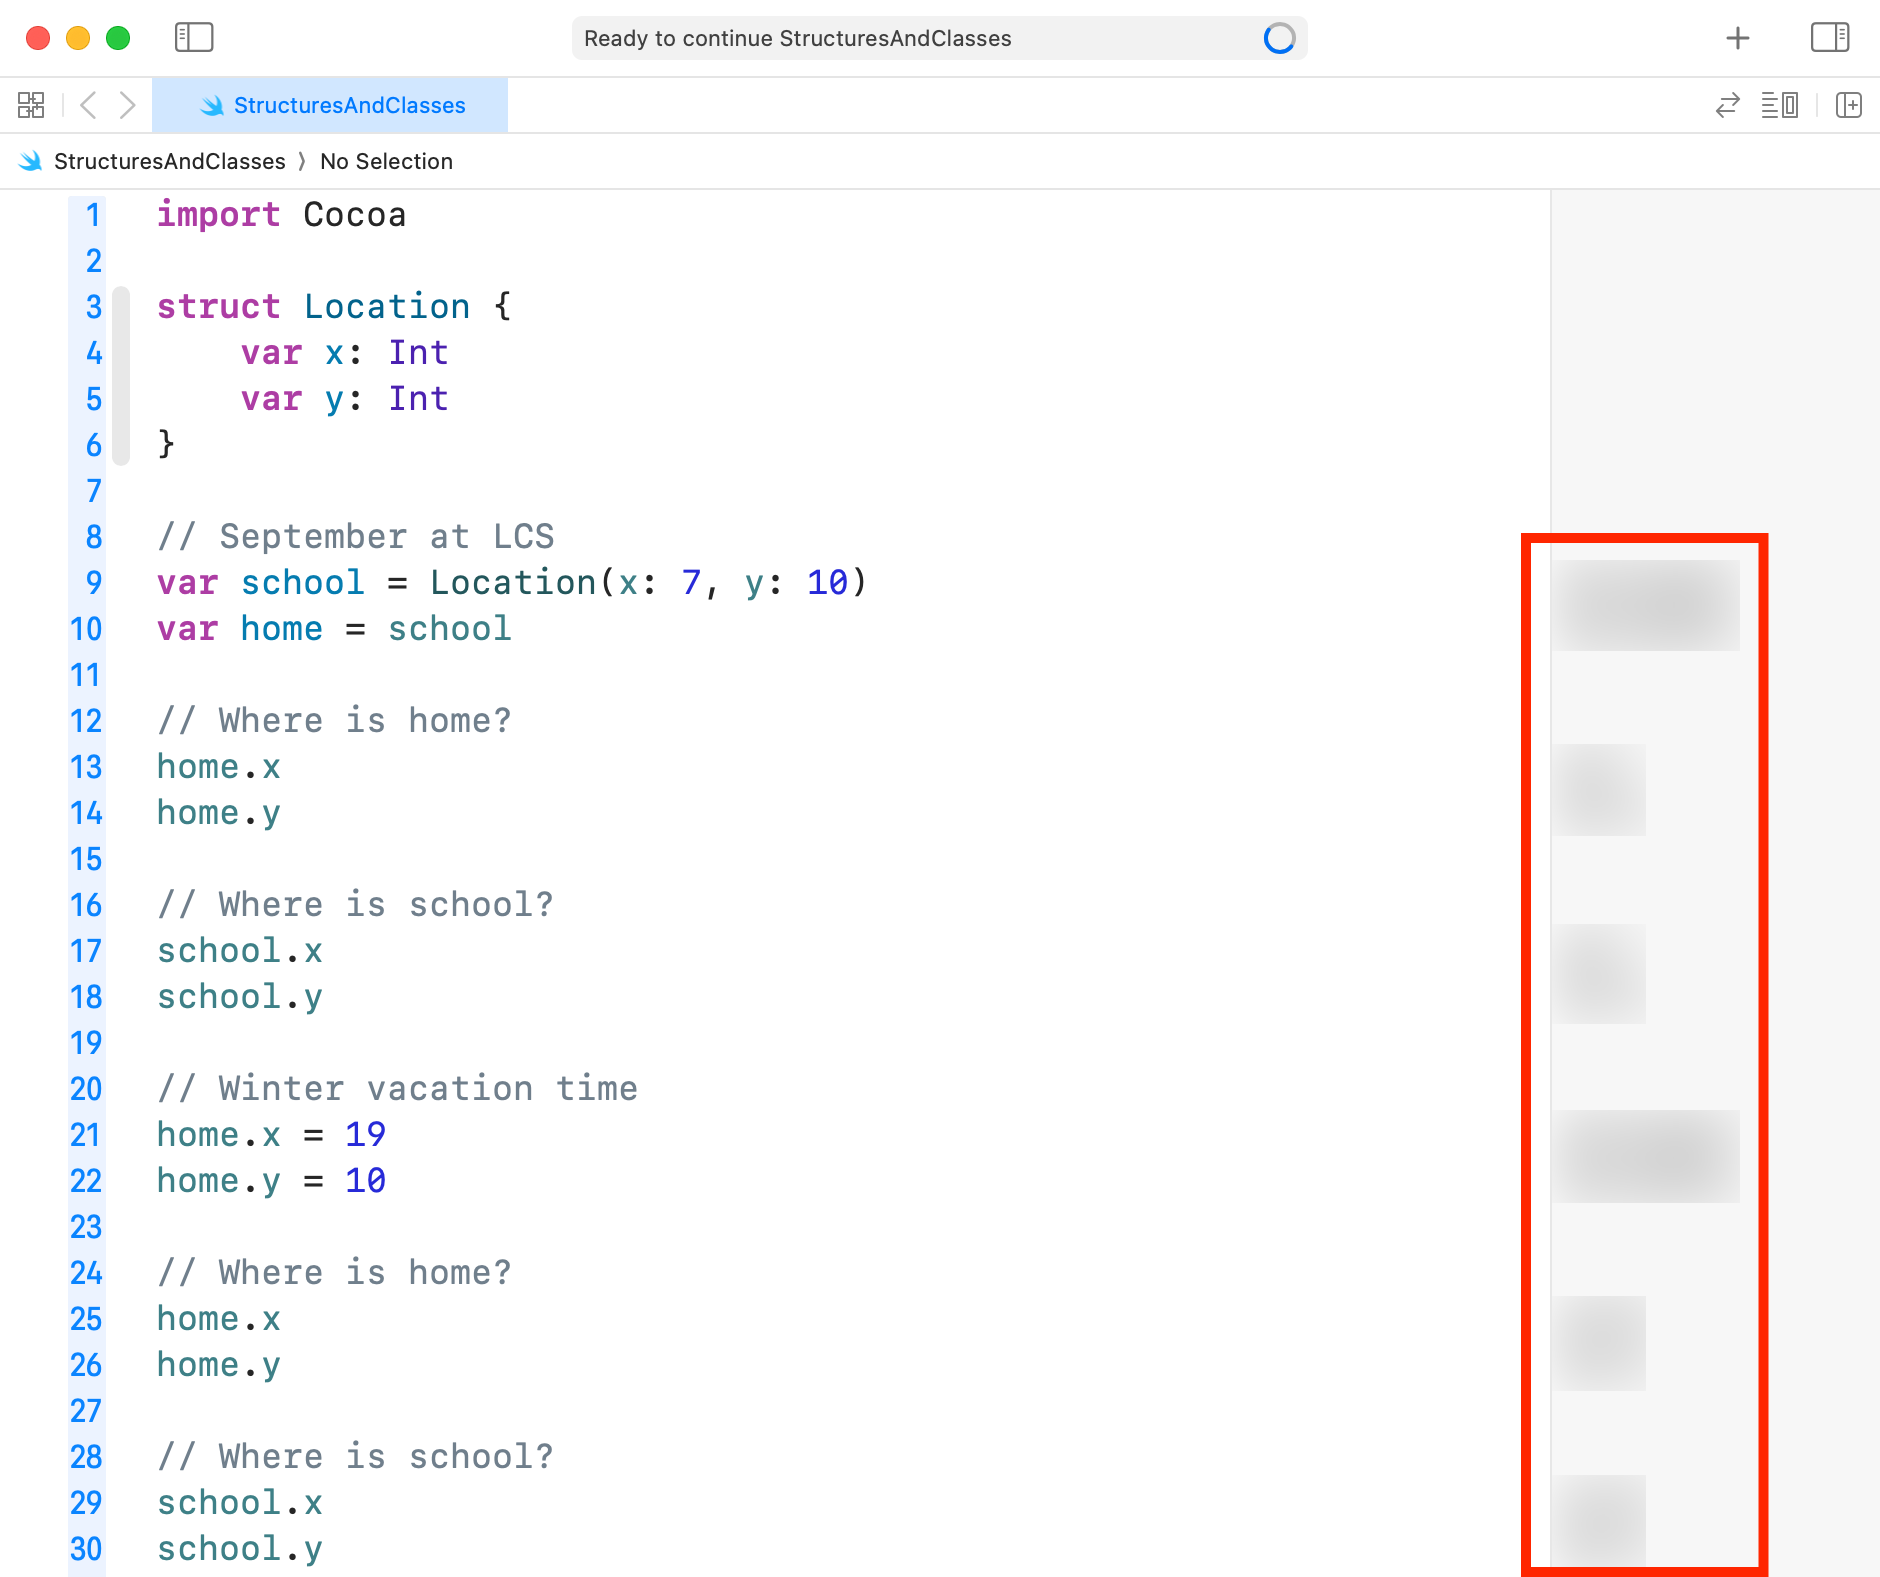 Ready to continue StructuresAndClasses
StructuresAndClasses
StructuresAndClasses ⟩ No Selection
1 import Cocoa
2
3 struct Location {
4     var x: Int
5     var y: Int
6 }
7
8 // September at LCS
9 var school = Location(x: 7, y: 10)
10 var home = school
11
12 // Where is home?
13 home.x
14 home.y
15
16 // Where is school?
17 school.x
18 school.y
19
20 // Winter vacation time
21 home.x = 19
22 home.y = 10
23
24 // Where is home?
25 home.x
26 home.y
27
28 // Where is school?
29 school.x
30 school.y